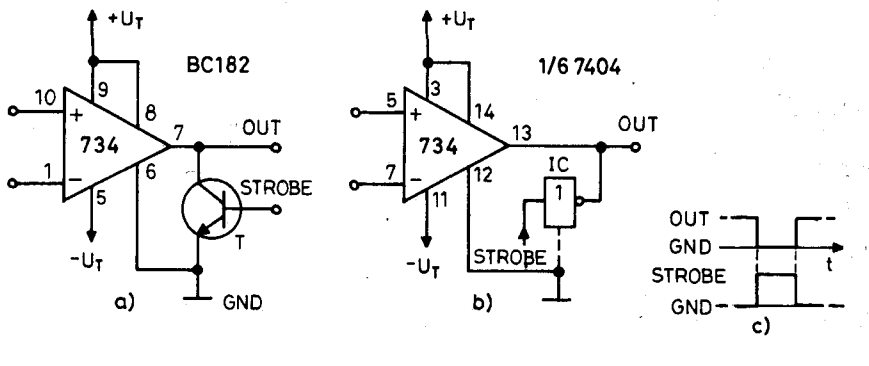 +U_T
BC182
9
10
8
+
734
7
OUT
1
−
6
5
STROBE
T
-U_T
GND
a)
+U_T
1/6 7404
3
5
14
+
734
13
OUT
7
−
12
IC
1
11
STROBE
-U_T
b)
OUT
GND
t
STROBE
GND
c)